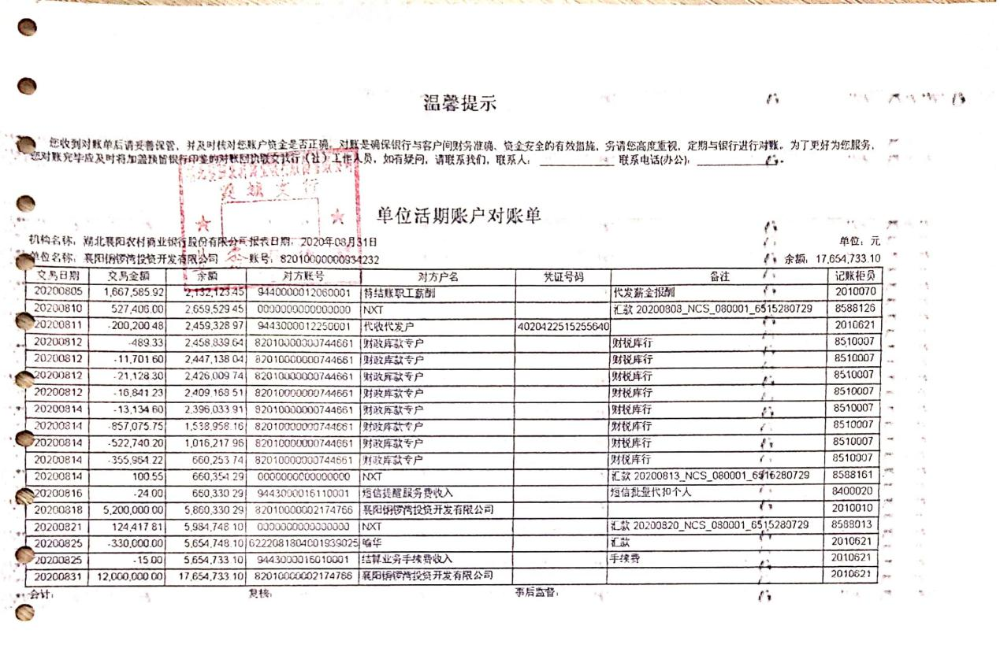 温馨提示
您收到对账单后请妥善保管，并及时核对您账户资金是否正确。对账是确保银行与客户间财务准确、资金安全的有效措施，务请您高度重视，定期与银行进行对账。为了更好为您服务，
您对账完毕应及时将加盖预留银行印鉴的对账回执联交我行（社）工作人员，如有疑问，请联系我们，联系人：__________ 联系电话(办公)：__________。
单位活期账户对账单
机构名称：湖北襄阳农村商业银行股份有限公司 报表日期：2020年08月31日 单位：元
单位名称：襄阳铜锣湾投资开发有限公司 账号：82010000000934232 余额：17,654,733.10
交易日期 交易金额 余额 对方账号 对方户名 凭证号码 备注 记账柜员
20200805 1,667,585.92 2,132,123.45 9440000012060001 待结账职工薪酬 代发薪金报酬 2010070
20200810 527,406.00 2,659,529.45 0000000000000000 NXT 汇款 20200808_NCS_080001_6515280729 8588126
20200811 -200,200.48 2,459,328.97 9443000012250001 代收代发户 4020422515255640 2010621
20200812 -489.33 2,458,839.64 82010000000744661 财政库款专户 财税库行 8510007
20200812 -11,701.60 2,447,138.04 82010000000744661 财政库款专户 财税库行 8510007
20200812 -21,128.30 2,426,009.74 82010000000744661 财政库款专户 财税库行 8510007
20200812 -16,841.23 2,409,168.51 82010000000744661 财政库款专户 财税库行 8510007
20200814 -13,134.60 2,396,033.91 82010000000744661 财政库款专户 财税库行 8510007
20200814 -857,075.75 1,538,958.16 82010000000744661 财政库款专户 财税库行 8510007
20200814 -522,740.20 1,016,217.96 82010000000744661 财政库款专户 财税库行 8510007
20200814 -355,964.22 660,253.74 82010000000744661 财政库款专户 财税库行 8510007
20200814 100.55 660,354.29 0000000000000000 NXT 汇款 20200813_NCS_080001_6516280729 8588161
20200816 -24.00 660,330.29 9443000016110001 短信提醒服务费收入 短信批量代扣个人 8400020
20200818 5,200,000.00 5,860,330.29 82010000002174766 襄阳铜锣湾投资开发有限公司 2010010
20200821 124,417.81 5,984,748.10 0000000000000000 NXT 汇款 20200820_NCS_080001_6515280729 8588013
20200825 -330,000.00 5,654,748.10 6222081804001939025 喻华 汇款 2010621
20200825 -15.00 5,654,733.10 9443000016010001 结算业务手续费收入 手续费 2010621
20200831 12,000,000.00 17,654,733.10 82010000002174766 襄阳铜锣湾投资开发有限公司 2010621
会计： 复核： 事后监督：